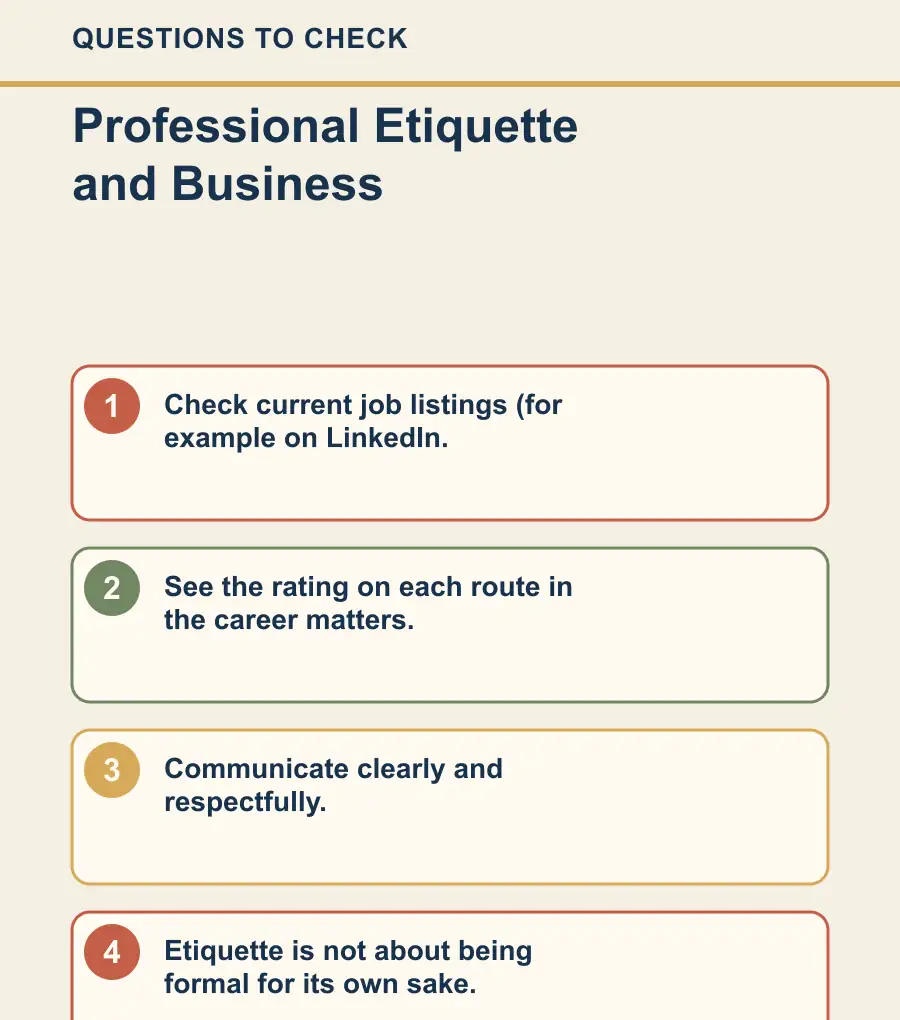 QUESTIONS TO CHECK
Professional Etiquette
and Business
1
Check current job listings (for
example on LinkedIn.
2
See the rating on each route in
the career matters.
3
Communicate clearly and
respectfully.
4
Etiquette is not about being
formal for its own sake.